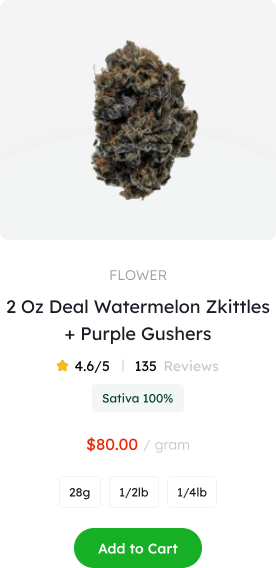 FLOWER
2 Oz Deal Watermelon Zkittles
+ Purple Gushers
4.6/5 | 135 Reviews
Sativa 100%
$80.00 / gram
28g 1/2lb 1/4lb
Add to Cart